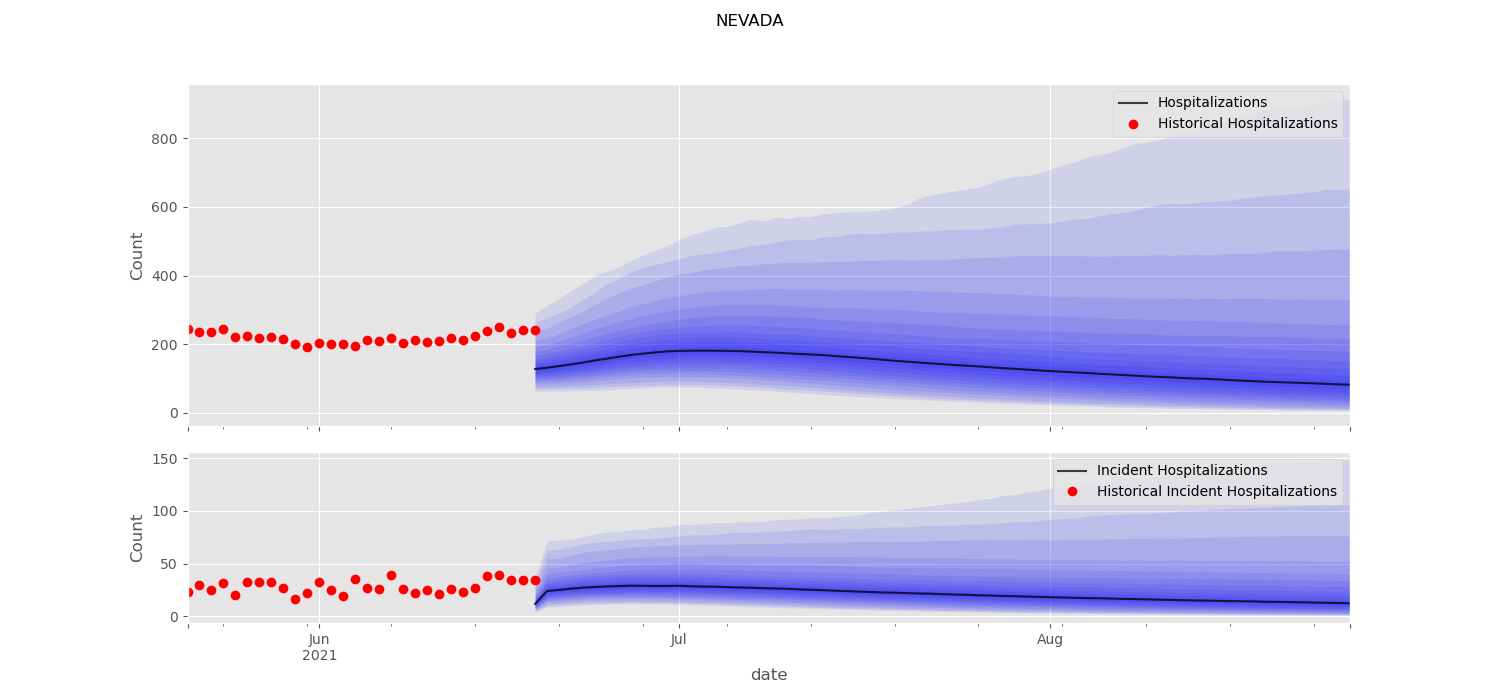 NEVADA
Hospitalizations
Historical Hospitalizations
800
600
400
200
0
Count
Incident Hospitalizations
Historical Incident Hospitalizations
150
100
50
0
Count
Jun
2021
Jul
Aug
date